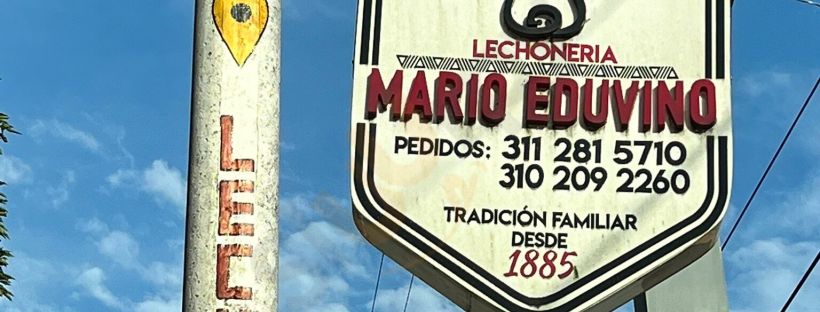 LECHONERIA
MARIO EDUVINO
PEDIDOS: 311 281 5710
310 209 2260
TRADICIÓN FAMILIAR
DESDE
1885
LEC